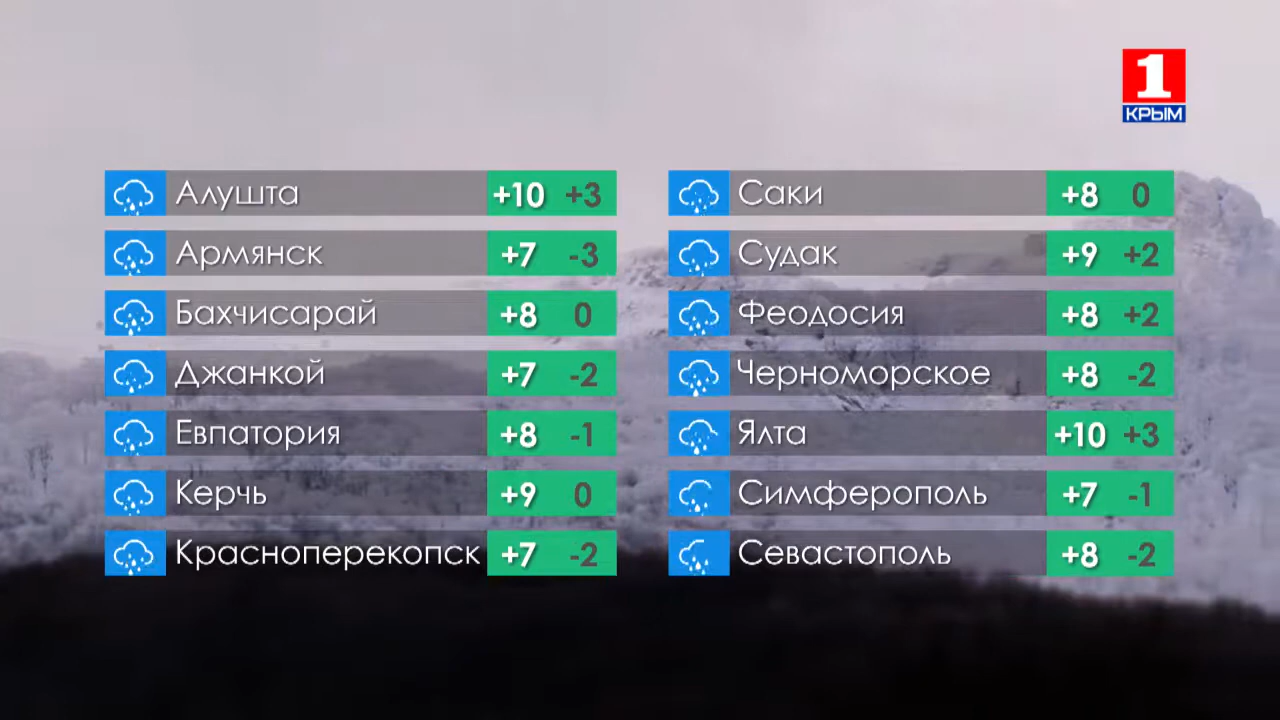 1
КРЫМ
Алушта +10 +3
Армянск +7 -3
Бахчисарай +8 0
Джанкой +7 -2
Евпатория +8 -1
Керчь +9 0
Красноперекопск +7 -2
Саки +8 0
Судак +9 +2
Феодосия +8 +2
Черноморское +8 -2
Ялта +10 +3
Симферополь +7 -1
Севастополь +8 -2